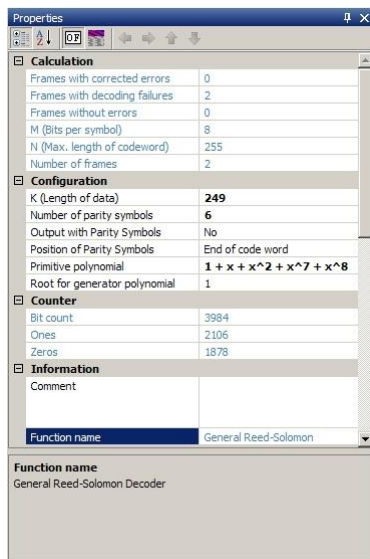 Properties
A Z
OF
Calculation
Frames with corrected errors 0
Frames with decoding failures 2
Frames without errors 0
M (Bits per symbol) 8
N (Max. length of codeword) 255
Number of frames 2
Configuration
K (Length of data) 249
Number of parity symbols 6
Output with Parity Symbols No
Position of Parity Symbols End of code word
Primitive polynomial 1 + x + x^2 + x^7 + x^8
Root for generator polynomial 1
Counter
Bit count 3984
Ones 2106
Zeros 1878
Information
Comment
Function name General Reed-Solomon
Function name
General Reed-Solomon Decoder